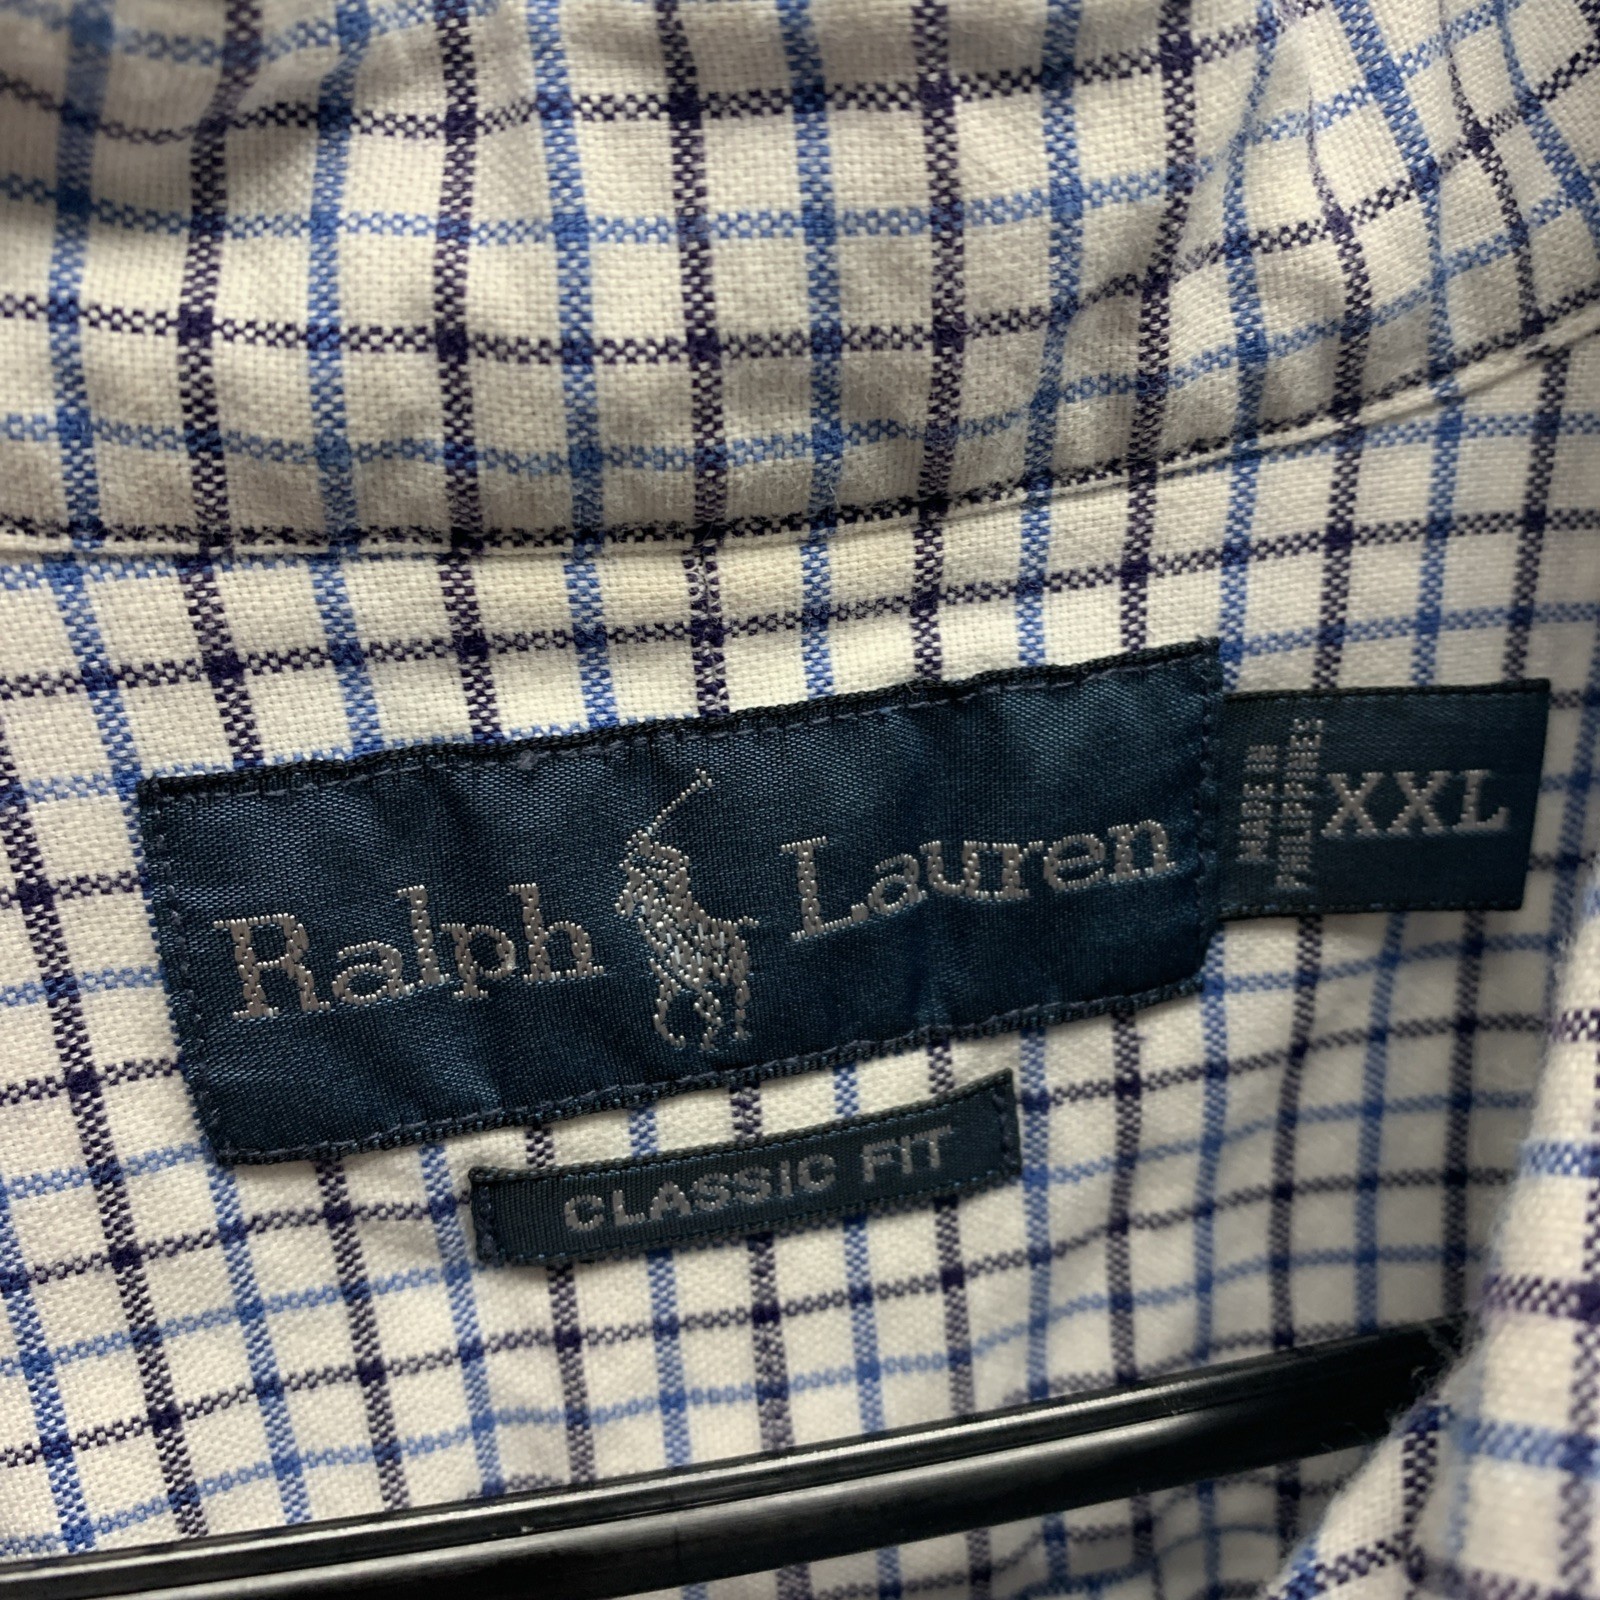 Ralph Lauren
MADE IN
PHILIPPINES
XXL
CLASSIC FIT